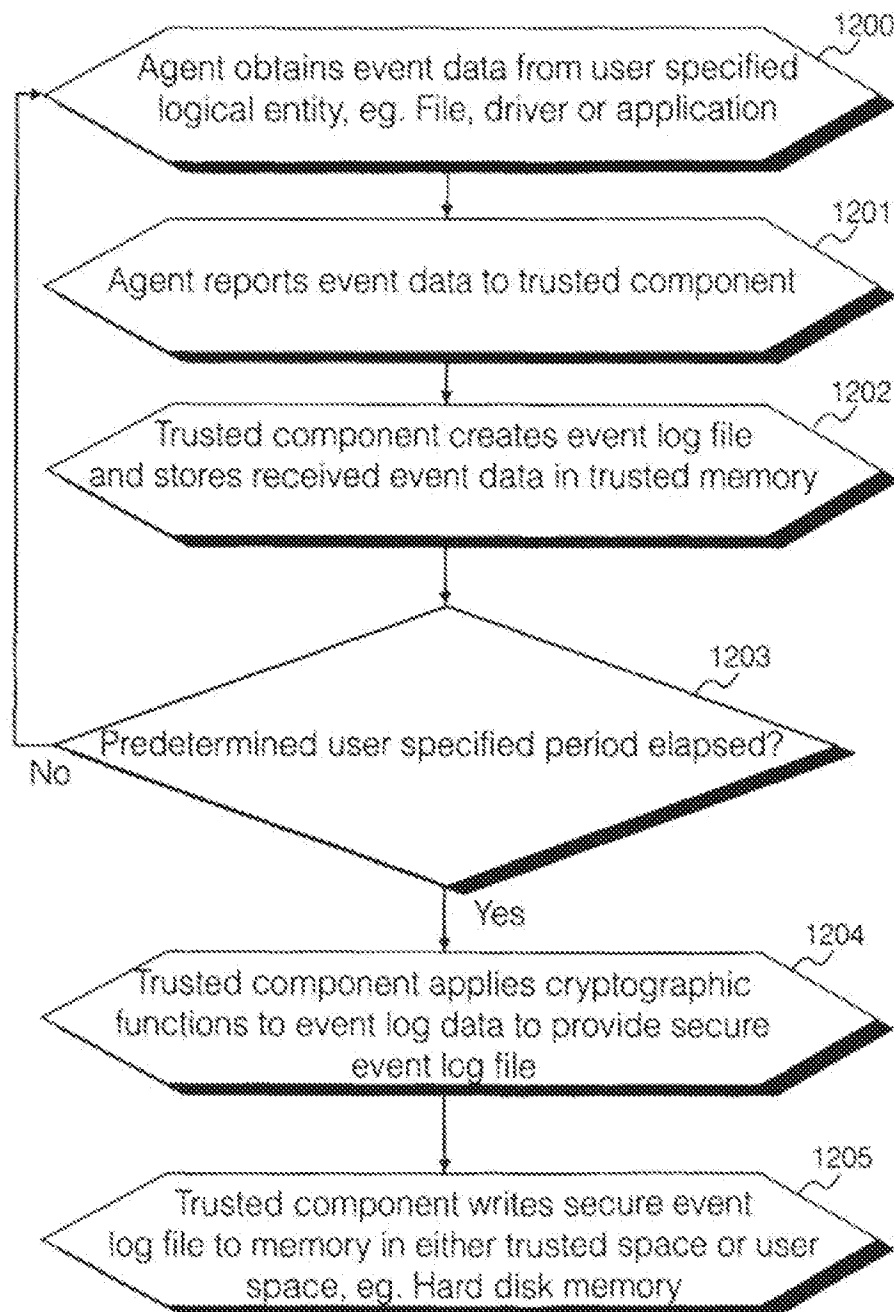 1200
Agent obtains event data from user specified
logical entity, eg. File, driver or application
1201
Agent reports event data to trusted component
1202
Trusted component creates event log file
and stores received event data in trusted memory
1203
Predetermined user specified period elapsed?
No
Yes
1204
Trusted component applies cryptographic
functions to event log data to provide secure
event log file
1205
Trusted component writes secure event
log file to memory in either trusted space or user
space, eg. Hard disk memory